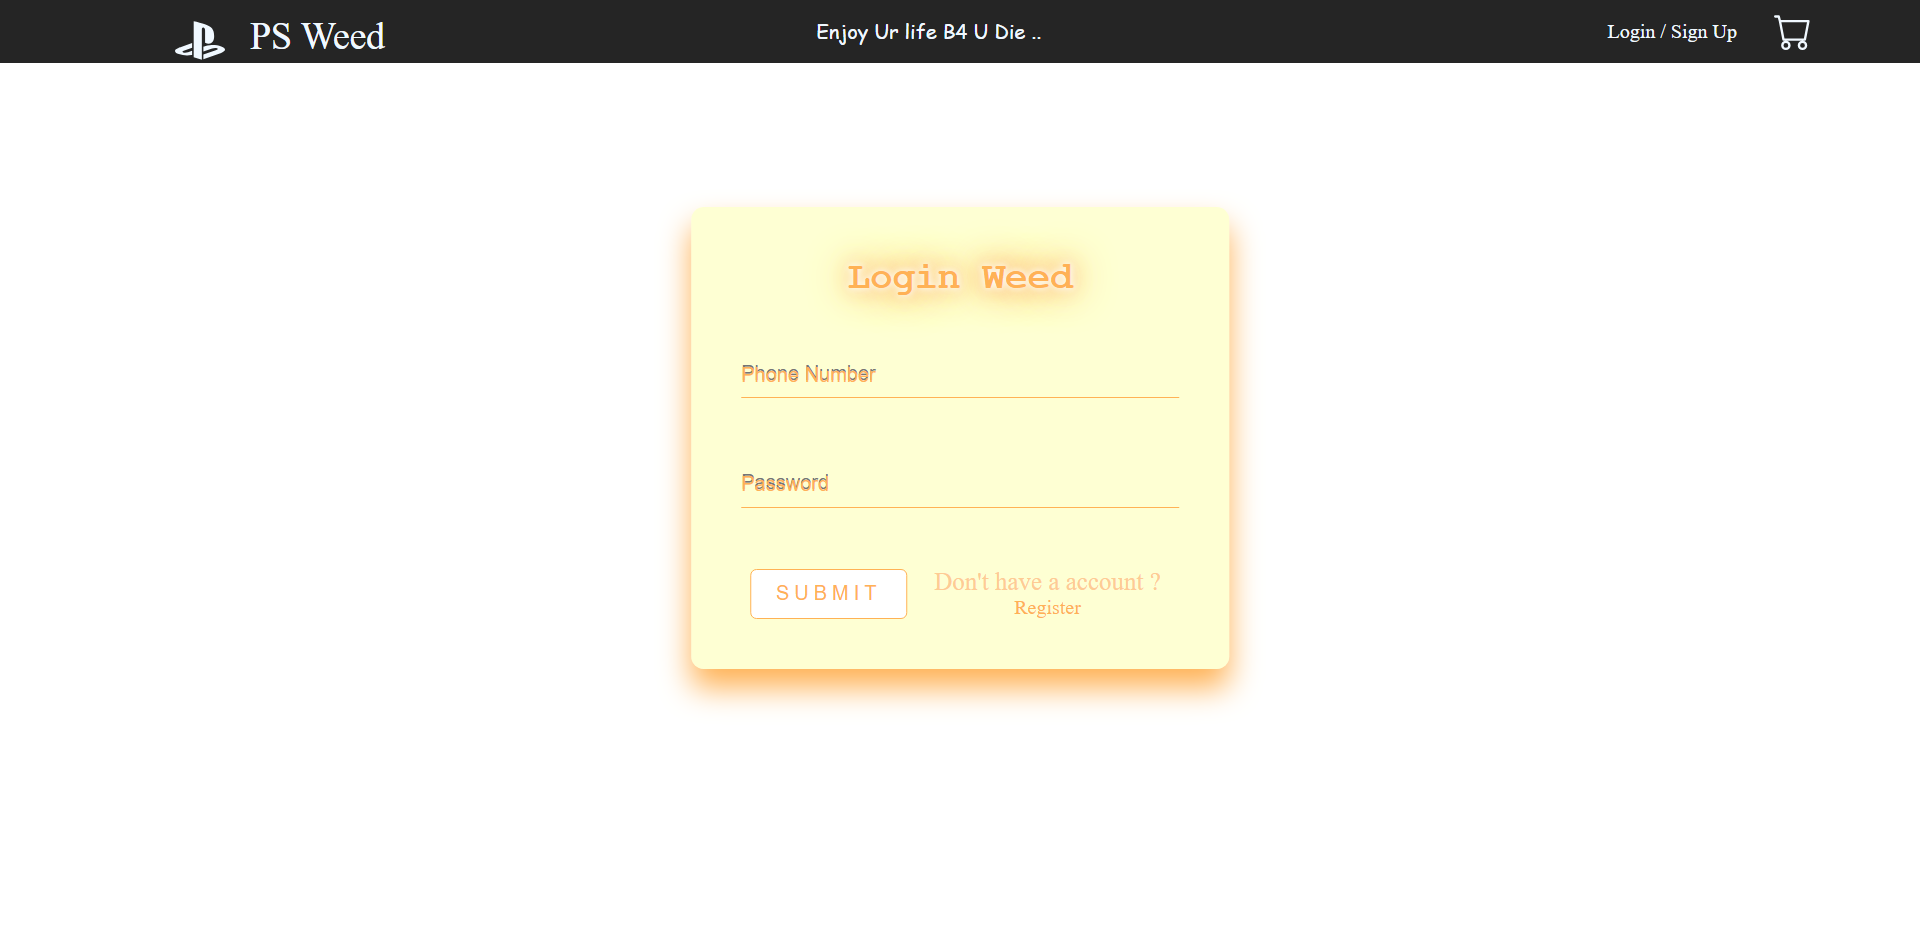 PS Weed
Enjoy Ur life B4 U Die ..
Login / Sign Up
Login Weed
Phone Number
Password
SUBMIT
Don't have a account ?
Register